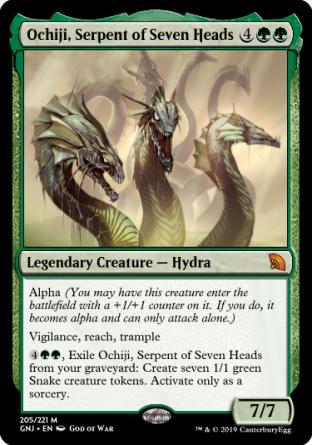 Ochiji, Serpent of Seven Heads 4
Legendary Creature — Hydra
Alpha (You may have this creature enter the
battlefield with a +1/+1 counter on it. If you do, it
becomes alpha and can only attack alone.)
Vigilance, reach, trample
4, Exile Ochiji, Serpent of Seven Heads
from your graveyard: Create seven 1/1 green
Snake creature tokens. Activate only as a
sorcery.
7/7
205/221 M
GNJ • EN God of War
™ & © 2019 CanterburyEgg